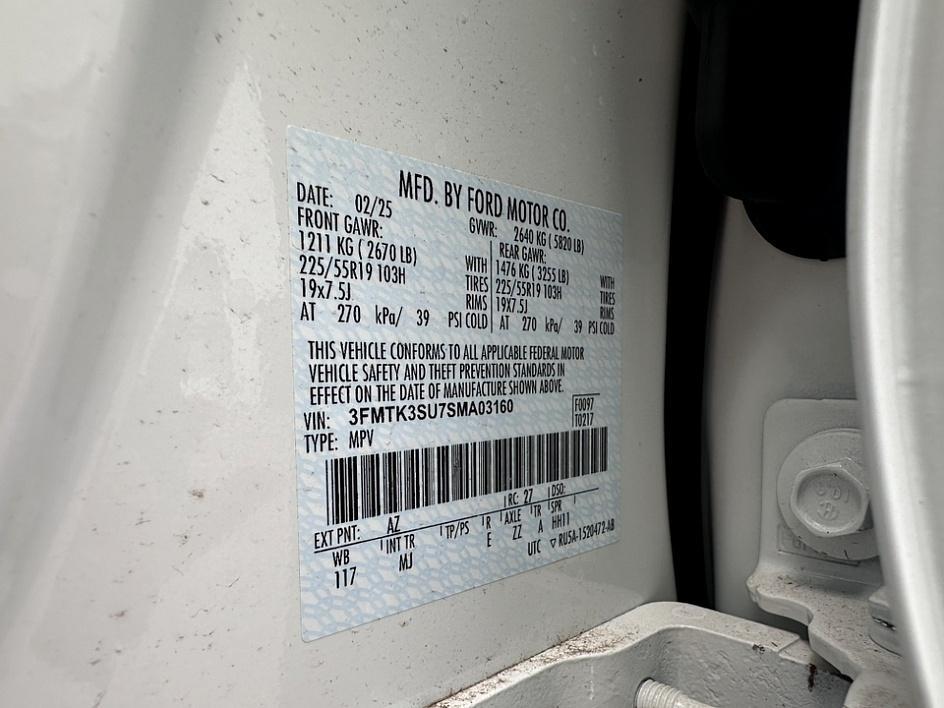 MFD. BY FORD MOTOR CO.
DATE: 02/25 GVWR: 2640 KG ( 5820 LB)
FRONT GAWR: REAR GAWR:
1211 KG ( 2670 LB) WITH 1476 KG ( 3255 LB) WITH
225/55R19 103H TIRES 225/55R19 103H TIRES
19x7.5J RIMS 19X7.5J RIMS
AT 270 kPa/ 39 PSI COLD AT 270 kPa/ 39 PSI COLD
THIS VEHICLE CONFORMS TO ALL APPLICABLE FEDERAL MOTOR
VEHICLE SAFETY AND THEFT PREVENTION STANDARDS IN
EFFECT ON THE DATE OF MANUFACTURE SHOWN ABOVE.
VIN: 3FMTK3SU7SMA03160 F0097
TYPE: MPV T0217
EXT PNT: AZ RC: 27 DSO:
WB INT TR TP/PS R AXLE TR SPR
117 MJ E ZZ A HH11
UTC ▽ RU5A-1520472-AB